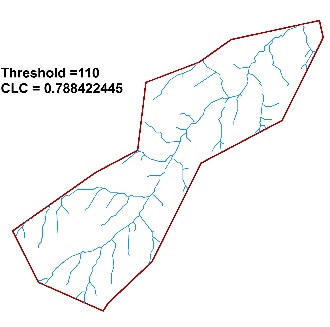 Threshold =110
CLC = 0.788422445